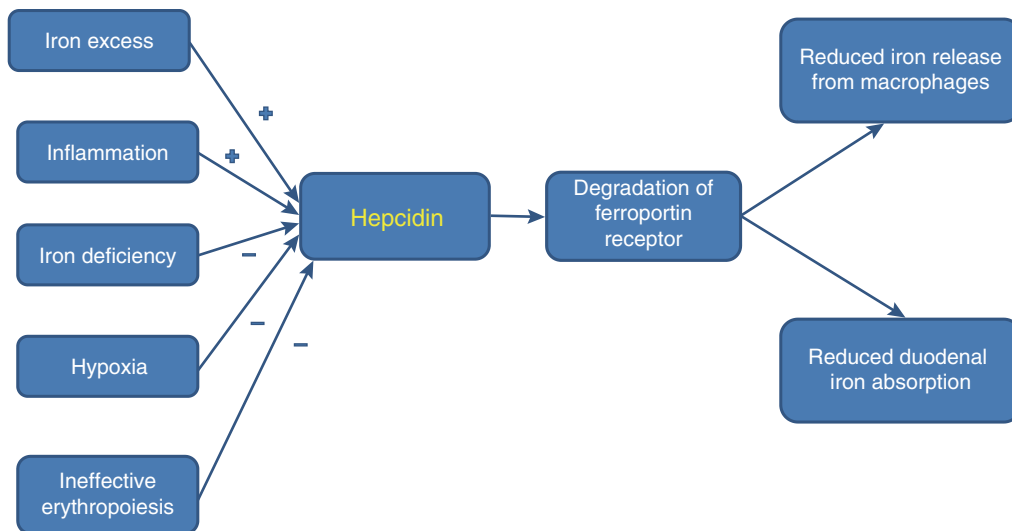 Iron excess
+
Inflammation
+
Iron deficiency
−
Hypoxia
−
Ineffective
erythropoiesis
−
Hepcidin
Degradation of
ferroportin
receptor
Reduced iron release
from macrophages
Reduced duodenal
iron absorption